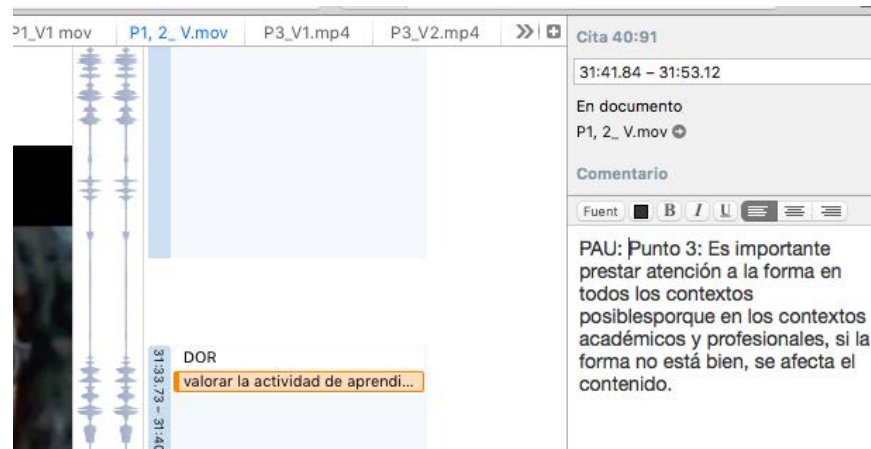 P1_V1 mov P1, 2_ V.mov P3_V1.mp4 P3_V2.mp4
31:33.73 – 31:40
DOR
valorar la actividad de aprendi...
Cita 40:91
31:41.84 – 31:53.12
En documento
P1, 2_ V.mov
Comentario
Fuent B I U
PAU: Punto 3: Es importante
prestar atención a la forma en
todos los contextos
posiblesporque en los contextos
académicos y profesionales, si la
forma no está bien, se afecta el
contenido.